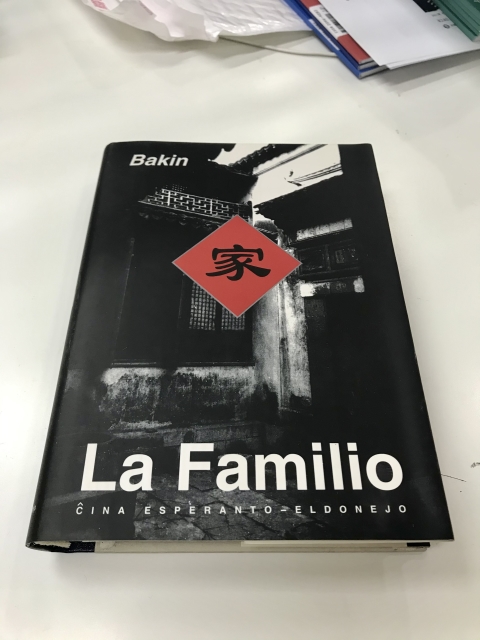 Bakin
家
La Familio
ĈINA ESPERANTO-ELDONEJO